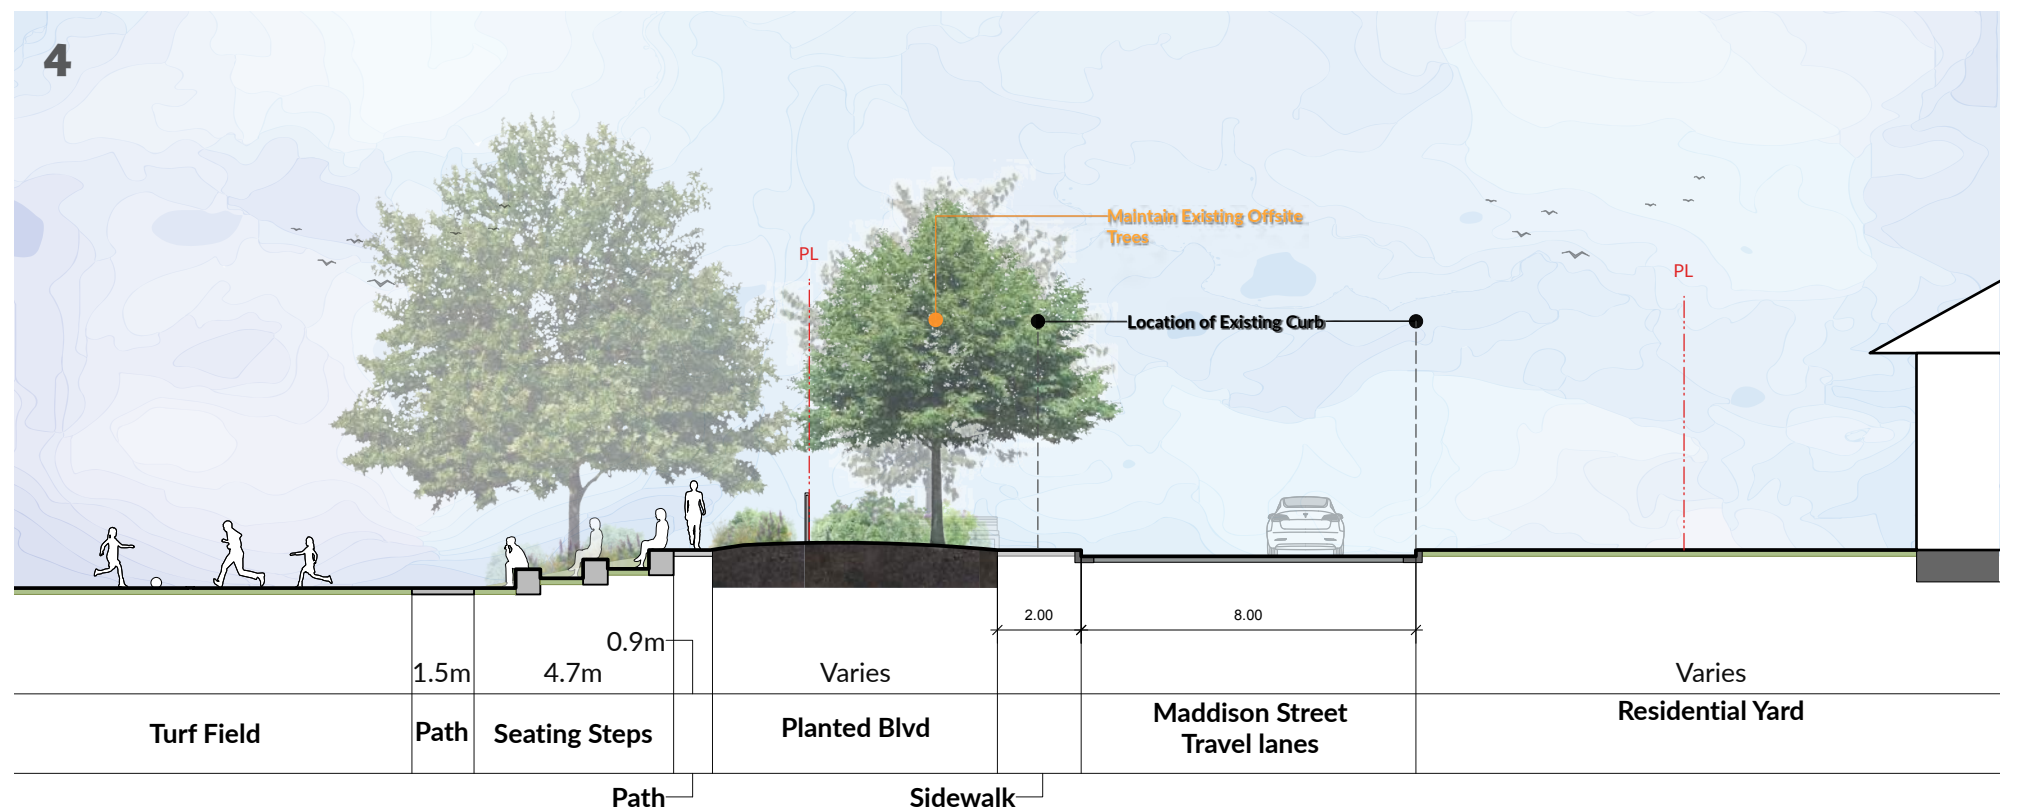 4
Maintain Existing Offsite
Trees
PL
PL
Location of Existing Curb
2.00
8.00
0.9m
1.5m
4.7m
Varies
Varies
Turf Field
Path
Seating Steps
Planted Blvd
Maddison Street
Travel lanes
Residential Yard
Path
Sidewalk